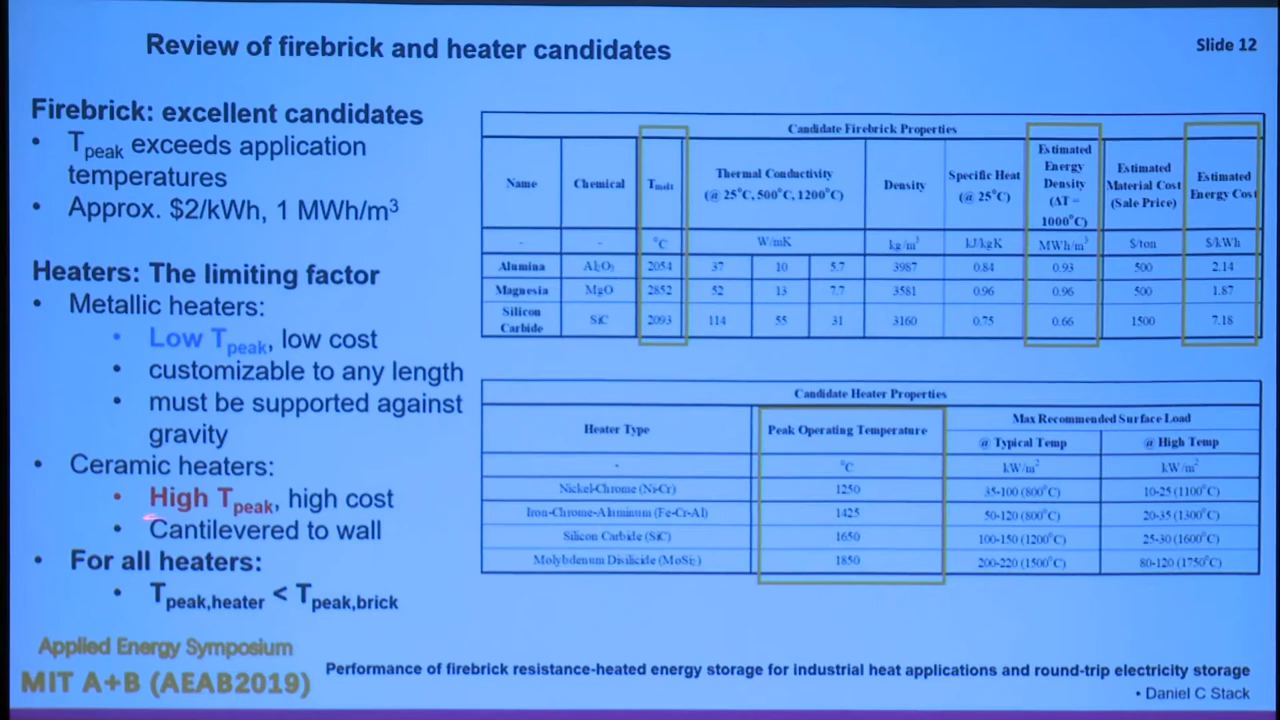 Review of firebrick and heater candidates
Slide 12
Firebrick: excellent candidates
• Tpeak exceeds application
temperatures
• Approx. $2/kWh, 1 MWh/m³
Heaters: The limiting factor
• Metallic heaters:
• Low Tpeak, low cost
• customizable to any length
• must be supported against
gravity
• Ceramic heaters:
• High Tpeak, high cost
• Cantilevered to wall
• For all heaters:
• Tpeak,heater < Tpeak,brick
Candidate Firebrick Properties
Name Chemical Tmelt Thermal Conductivity (@ 25°C, 500°C, 1200°C) Density Specific Heat (@ 25°C) Estimated Energy Density (ΔT = 1000°C) Estimated Material Cost (Sale Price) Estimated Energy Cost
- - °C W/mK kg/m³ kJ/kgK MWh/m³ $/ton $/kWh
Alumina Al₂O₃ 2054 37 10 5.7 3987 0.84 0.93 500 2.14
Magnesia MgO 2852 52 13 7.7 3581 0.96 0.96 500 1.87
Silicon Carbide SiC 2093 114 55 31 3160 0.75 0.66 1500 7.18
Candidate Heater Properties
Heater Type Peak Operating Temperature Max Recommended Surface Load
@ Typical Temp @ High Temp
- °C kW/m² kW/m²
Nickel-Chrome (Ni-Cr) 1250 35-100 (800°C) 10-25 (1100°C)
Iron-Chrome-Aluminum (Fe-Cr-Al) 1425 50-120 (800°C) 20-35 (1300°C)
Silicon Carbide (SiC) 1650 100-150 (1200°C) 25-30 (1600°C)
Molybdenum Disilicide (MoSi₂) 1850 200-220 (1500°C) 80-120 (1750°C)
Applied Energy Symposium
MIT A+B (AEAB2019)
Performance of firebrick resistance-heated energy storage for industrial heat applications and round-trip electricity storage
• Daniel C Stack